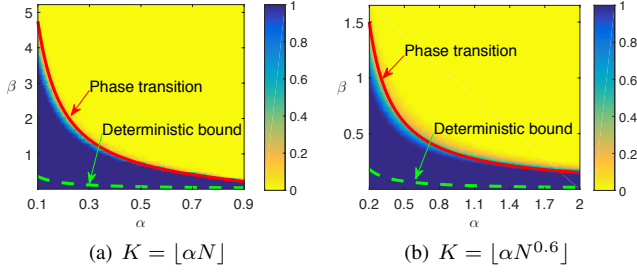 5
4
3
2
1
β
Phase transition
Deterministic bound
0.1 0.3 0.5 0.7 0.9
α
1
0.8
0.6
0.4
0.2
0
(a) K = ⌊αN⌋
1.5
1
0.5
β
Phase transition
Deterministic bound
0.2 0.5 0.8 1.1 1.4 1.7 2
α
1
0.8
0.6
0.4
0.2
0
(b) K = ⌊αN^0.6⌋